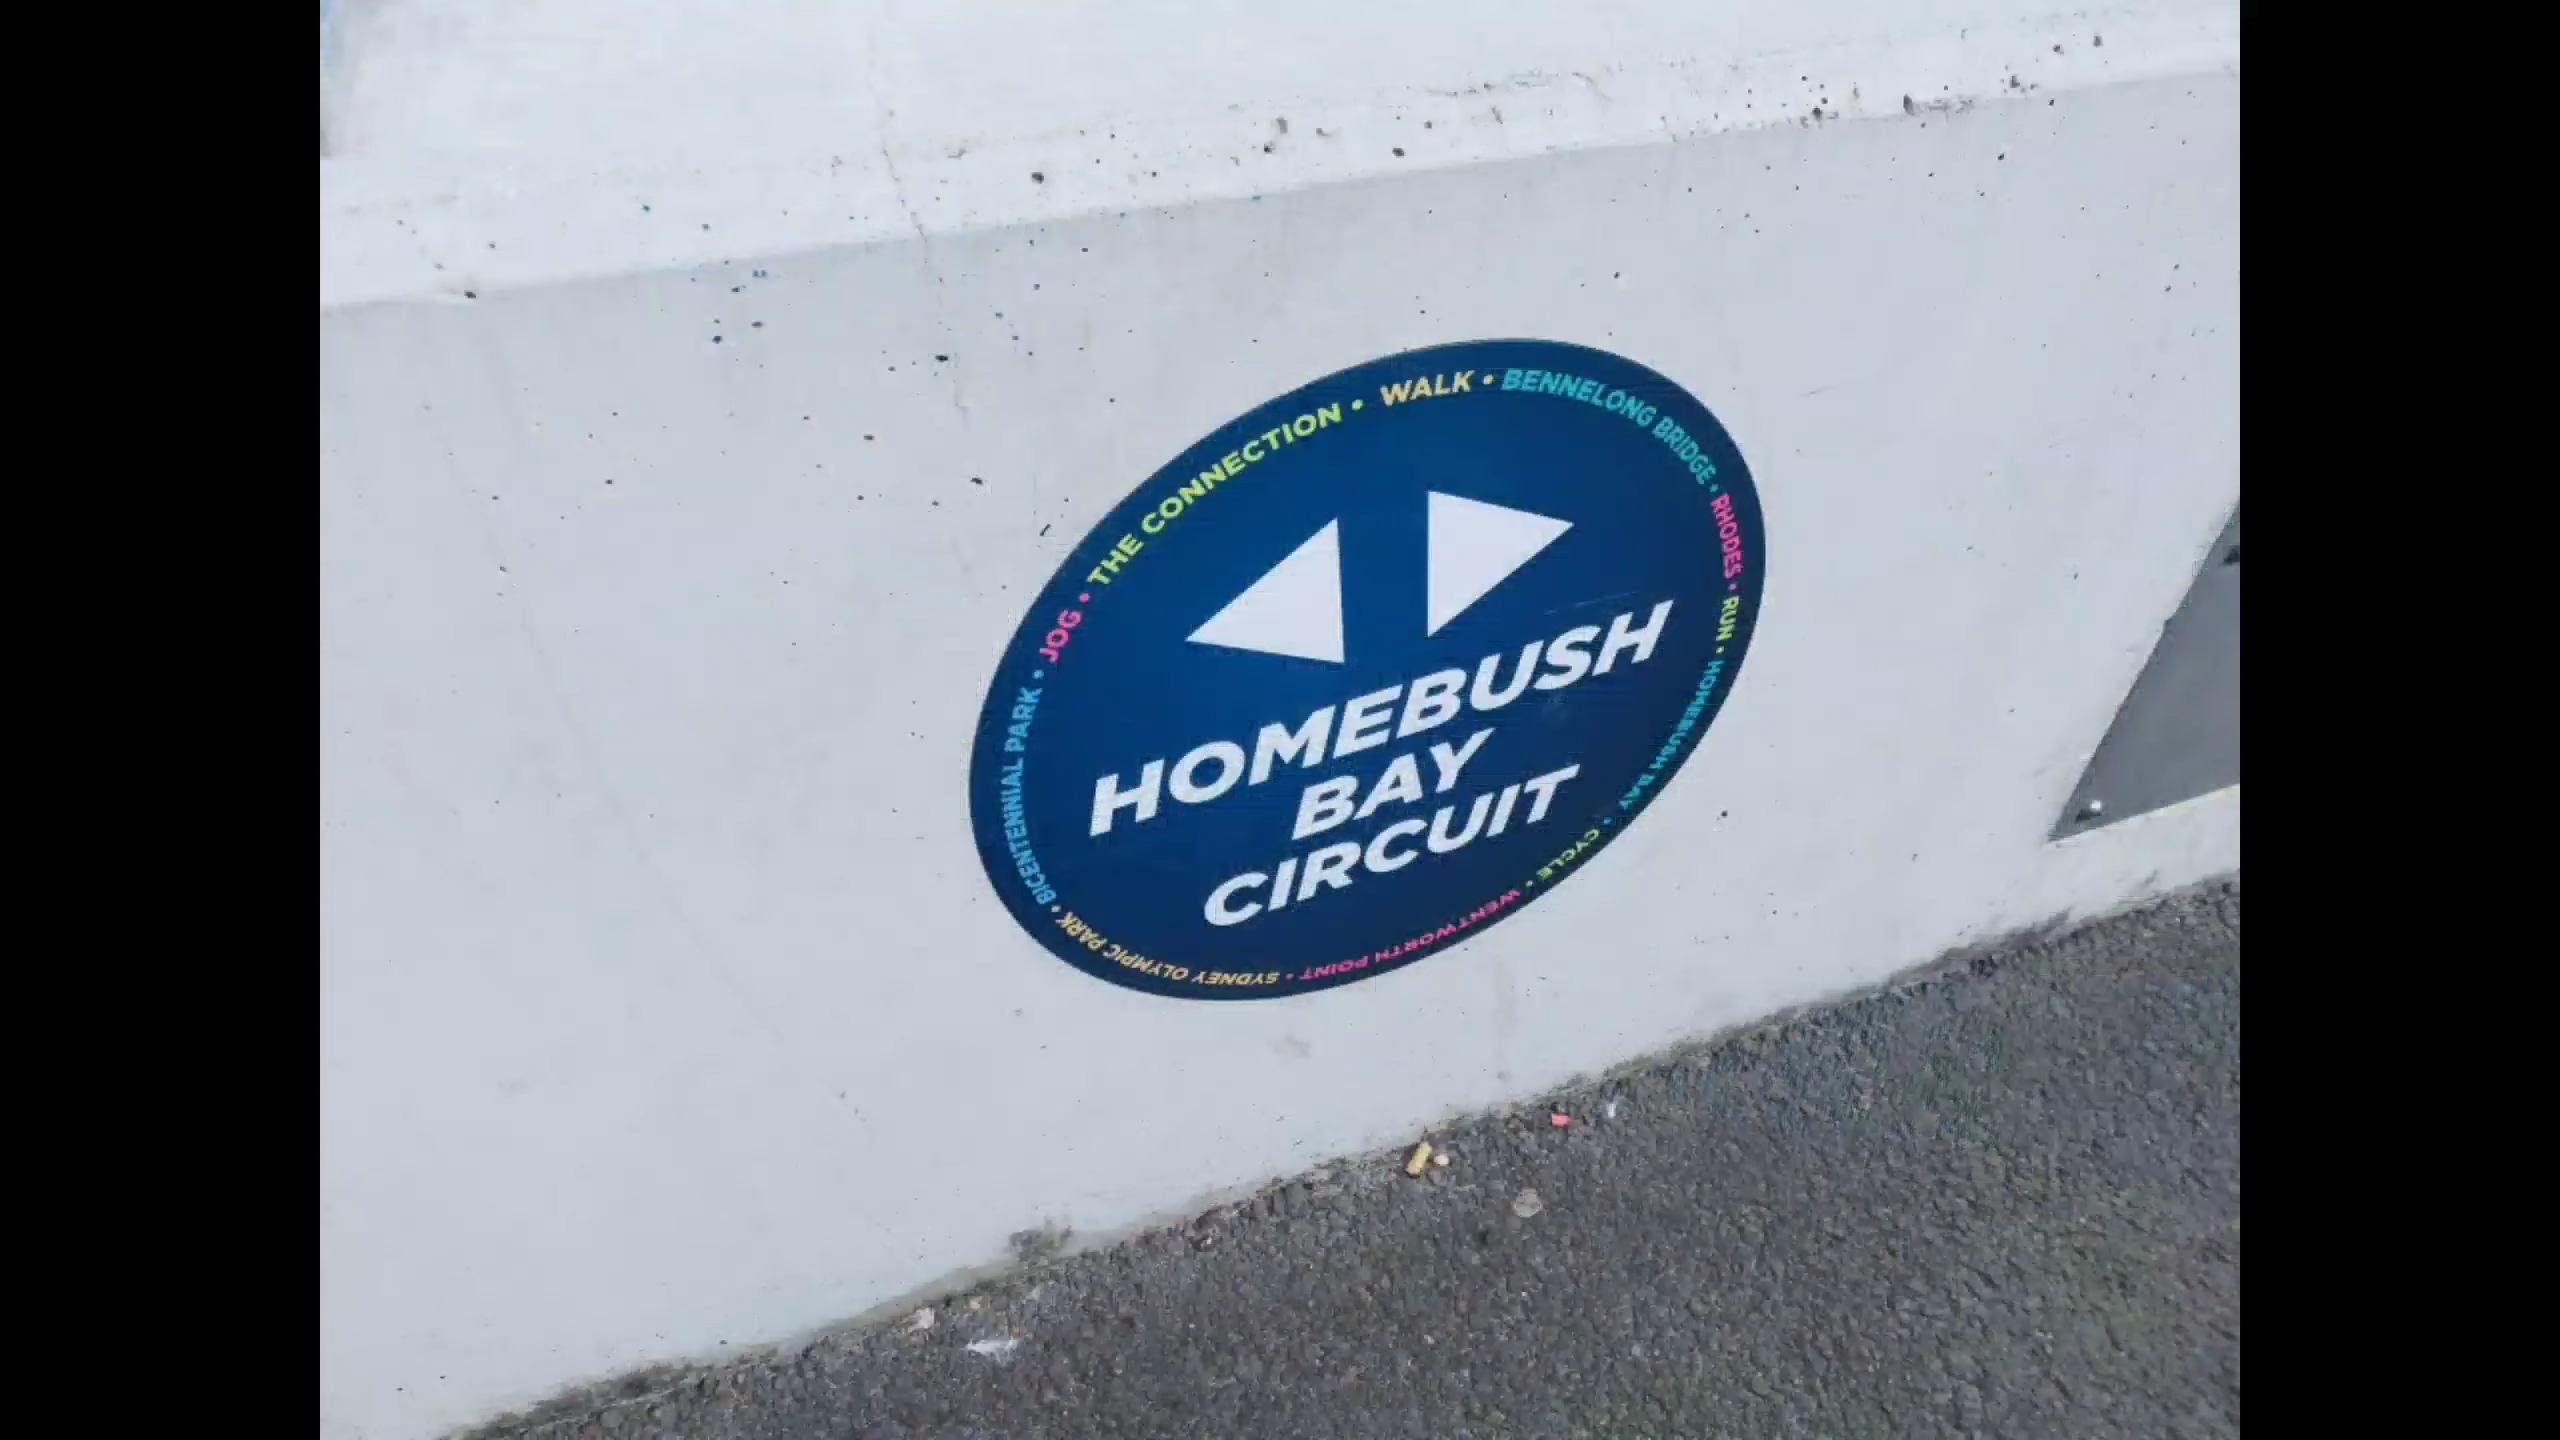 THE CONNECTION • WALK • BENNELONG BRIDGE • RHODES • RUN • HOMEBUSH BAY • CYCLE • WENTWORTH POINT • SYDNEY OLYMPIC PARK • BICENTENNIAL PARK • JOG •
HOMEBUSH
BAY
CIRCUIT